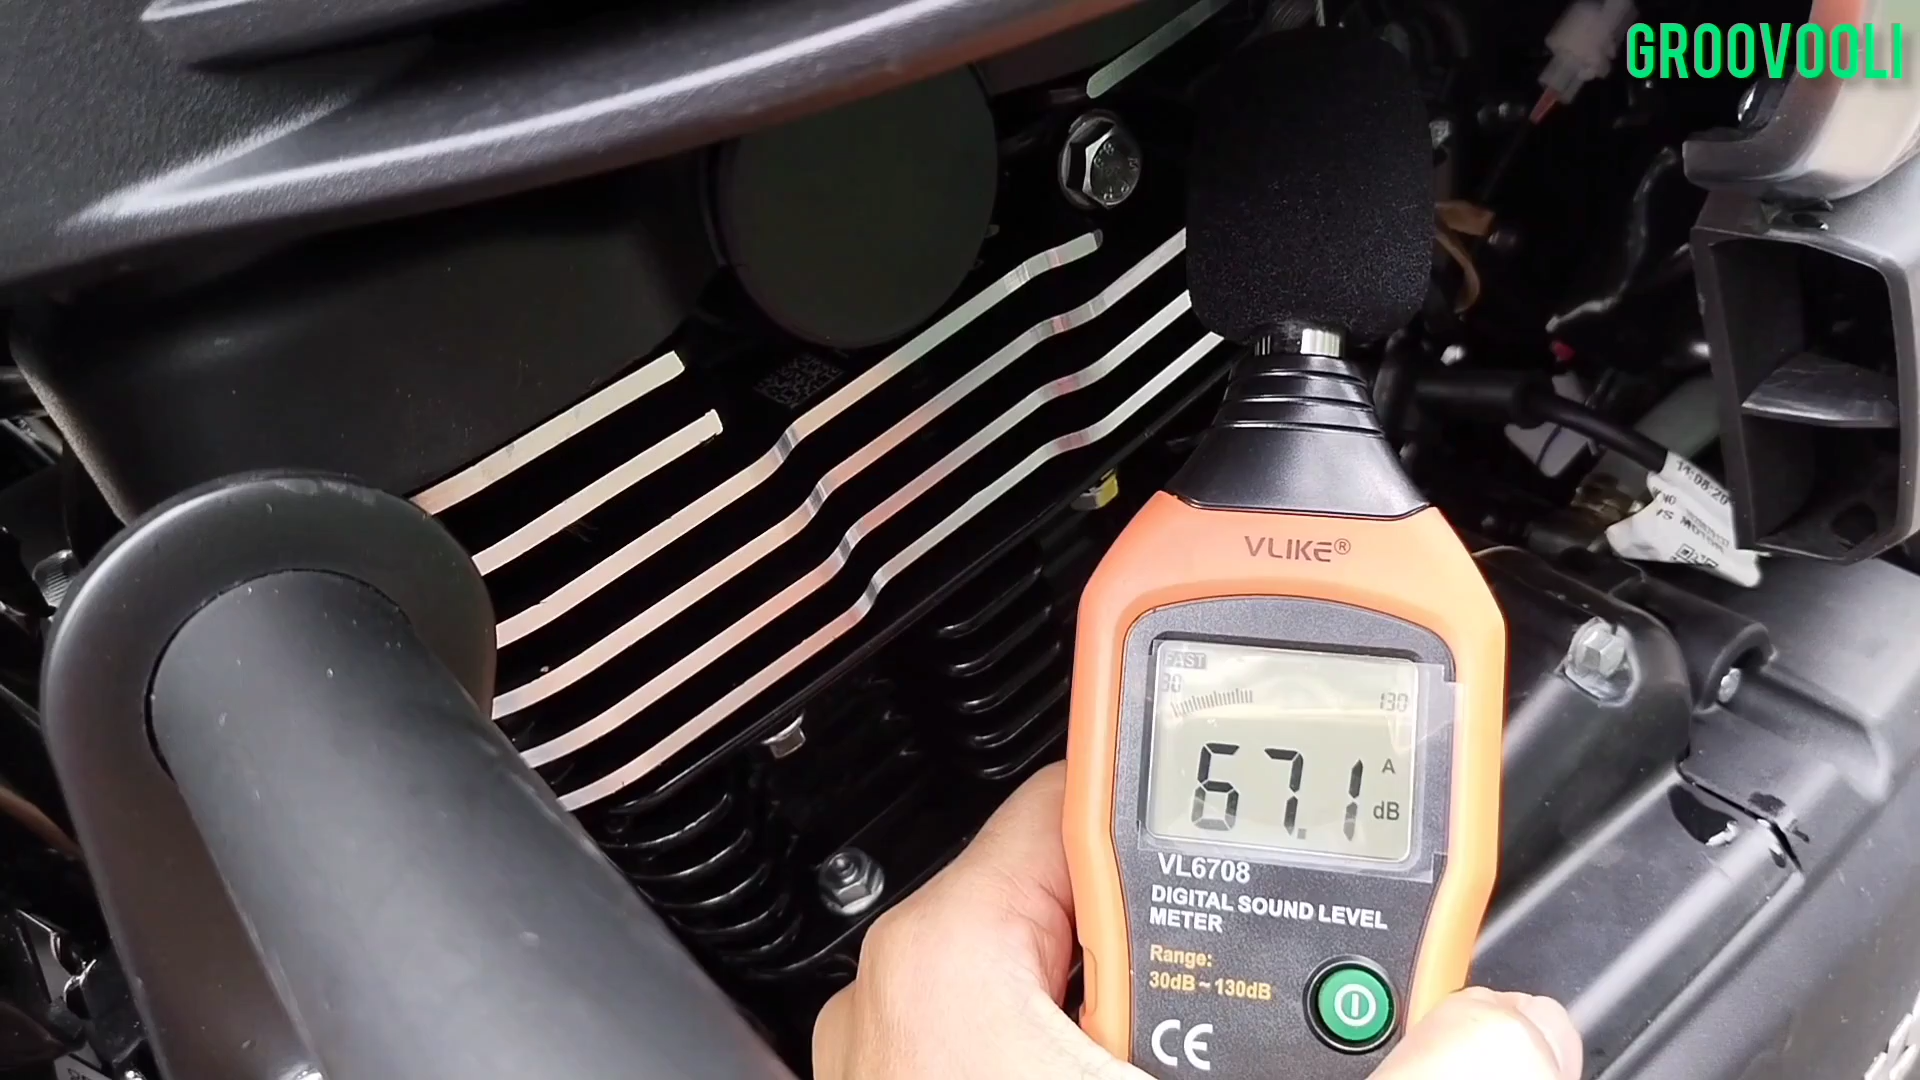 GROOVOOLI
VLIKE®
FAST
30
130
67.1
A
dB
VL6708
DIGITAL SOUND LEVEL
METER
Range:
30dB ~ 130dB
CE